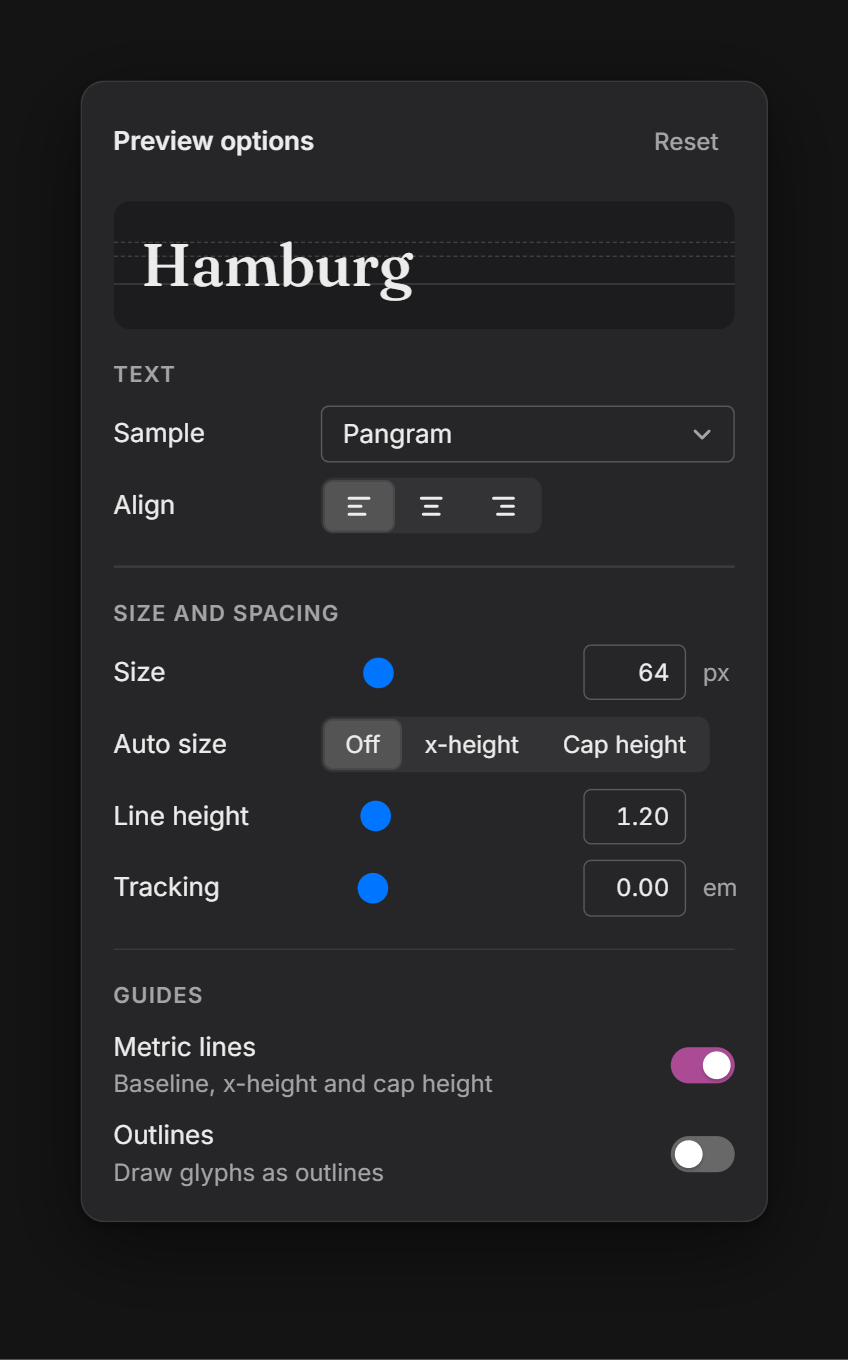 Preview options
Reset
Hamburg
TEXT
Sample
Pangram
Align
SIZE AND SPACING
Size
64 px
Auto size
Off x-height Cap height
Line height
1.20
Tracking
0.00 em
GUIDES
Metric lines
Baseline, x-height and cap height
Outlines
Draw glyphs as outlines